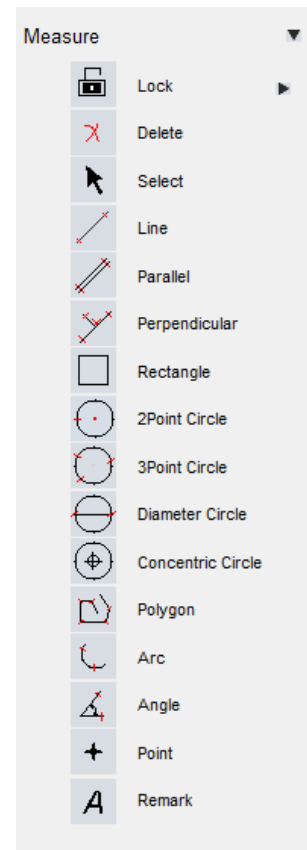 Measure
Lock
Delete
Select
Line
Parallel
Perpendicular
Rectangle
2Point Circle
3Point Circle
Diameter Circle
Concentric Circle
Polygon
Arc
Angle
Point
A Remark